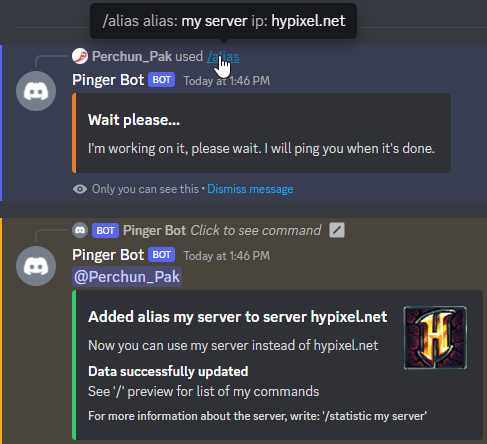 /alias alias: my server ip: hypixel.net
Perchun_Pak used /alias
Pinger Bot BOT Today at 1:46 PM
Wait please...
I'm working on it, please wait. I will ping you when it's done.
Only you can see this • Dismiss message
BOT Pinger Bot Click to see command
Pinger Bot BOT Today at 1:46 PM
@Perchun_Pak
Added alias my server to server hypixel.net
Now you can use my server instead of hypixel.net
Data successfully updated
See '/' preview for list of my commands
For more information about the server, write: '/statistic my server'
H